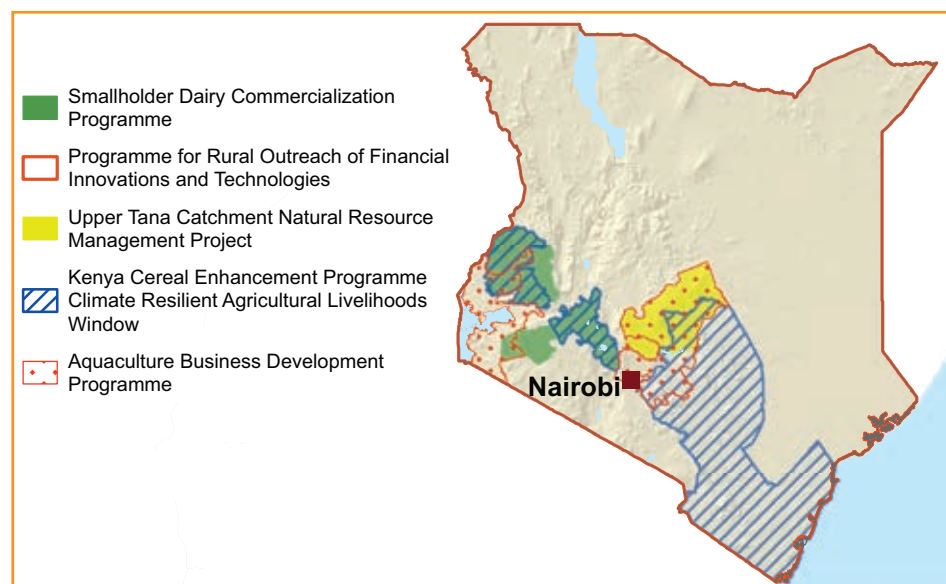 Smallholder Dairy Commercialization
Programme
Programme for Rural Outreach of Financial
Innovations and Technologies
Upper Tana Catchment Natural Resource
Management Project
Kenya Cereal Enhancement Programme
Climate Resilient Agricultural Livelihoods
Window
Aquaculture Business Development
Programme
Nairobi